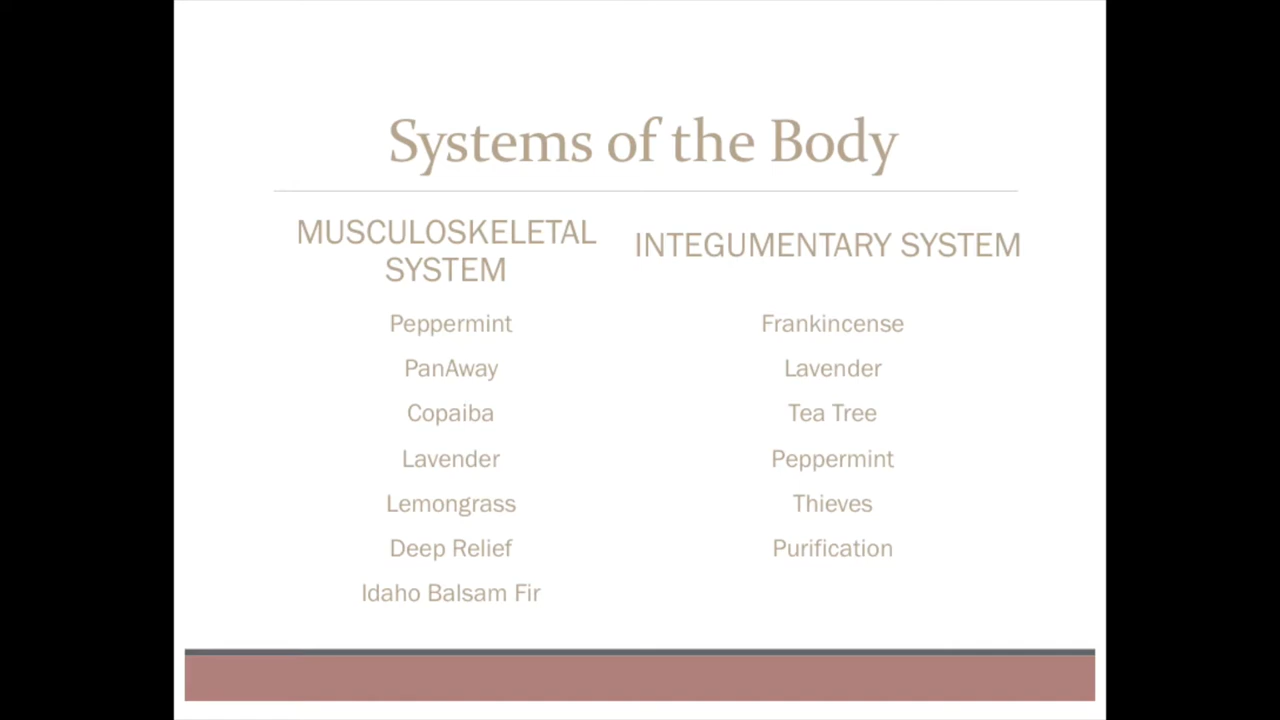 Systems of the Body
MUSCULOSKELETAL
SYSTEM
Peppermint
PanAway
Copaiba
Lavender
Lemongrass
Deep Relief
Idaho Balsam Fir
INTEGUMENTARY SYSTEM
Frankincense
Lavender
Tea Tree
Peppermint
Thieves
Purification